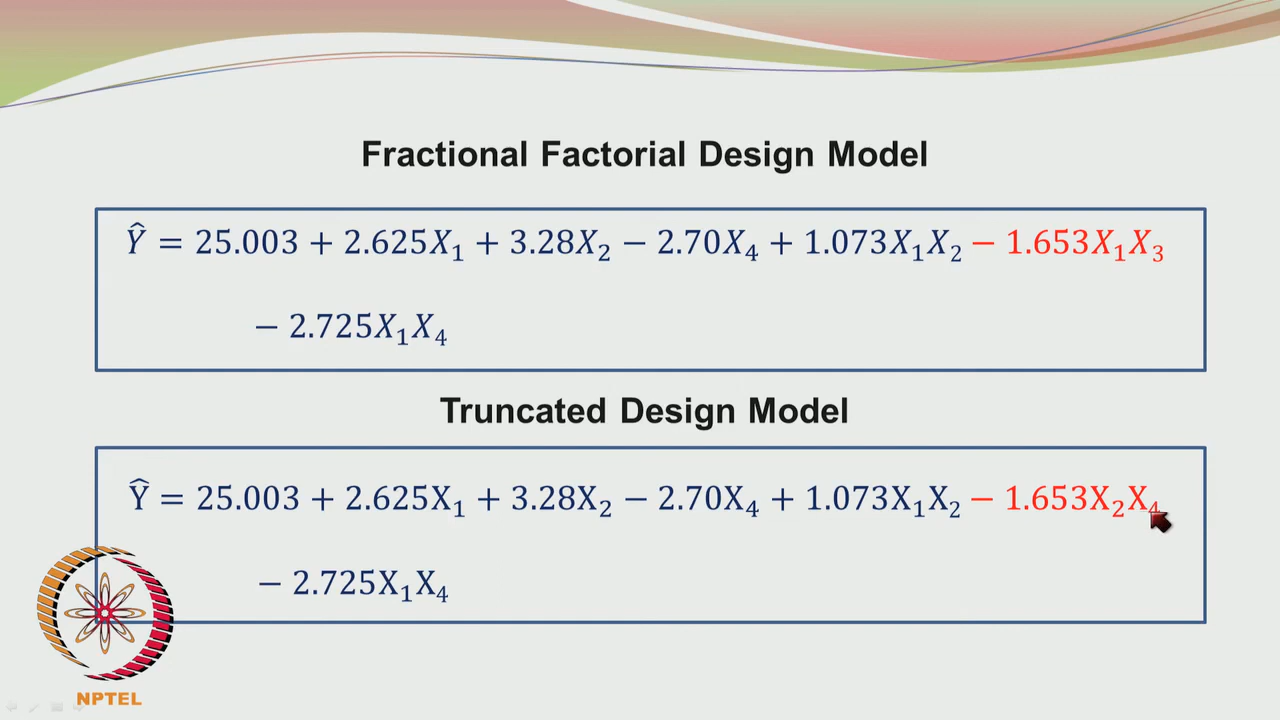 Fractional Factorial Design Model
Ŷ = 25.003 + 2.625X₁ + 3.28X₂ − 2.70X₄ + 1.073X₁X₂ − 1.653X₁X₃
− 2.725X₁X₄
Truncated Design Model
Ŷ = 25.003 + 2.625X₁ + 3.28X₂ − 2.70X₄ + 1.073X₁X₂ − 1.653X₂X₄
− 2.725X₁X₄
NPTEL